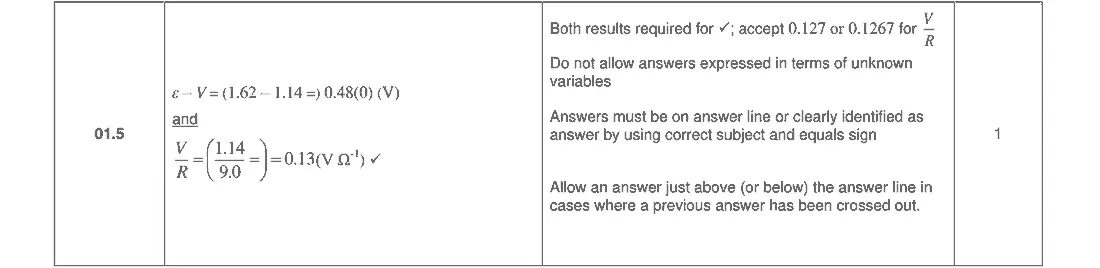 01.5
ε – V = (1.62 – 1.14 =) 0.48(0) (V)
and
V/R = (1.14/9.0 =) = 0.13(V Ω⁻¹) ✓
Both results required for ✓; accept 0.127 or 0.1267 for V/R
Do not allow answers expressed in terms of unknown
variables
Answers must be on answer line or clearly identified as
answer by using correct subject and equals sign
Allow an answer just above (or below) the answer line in
cases where a previous answer has been crossed out.
1